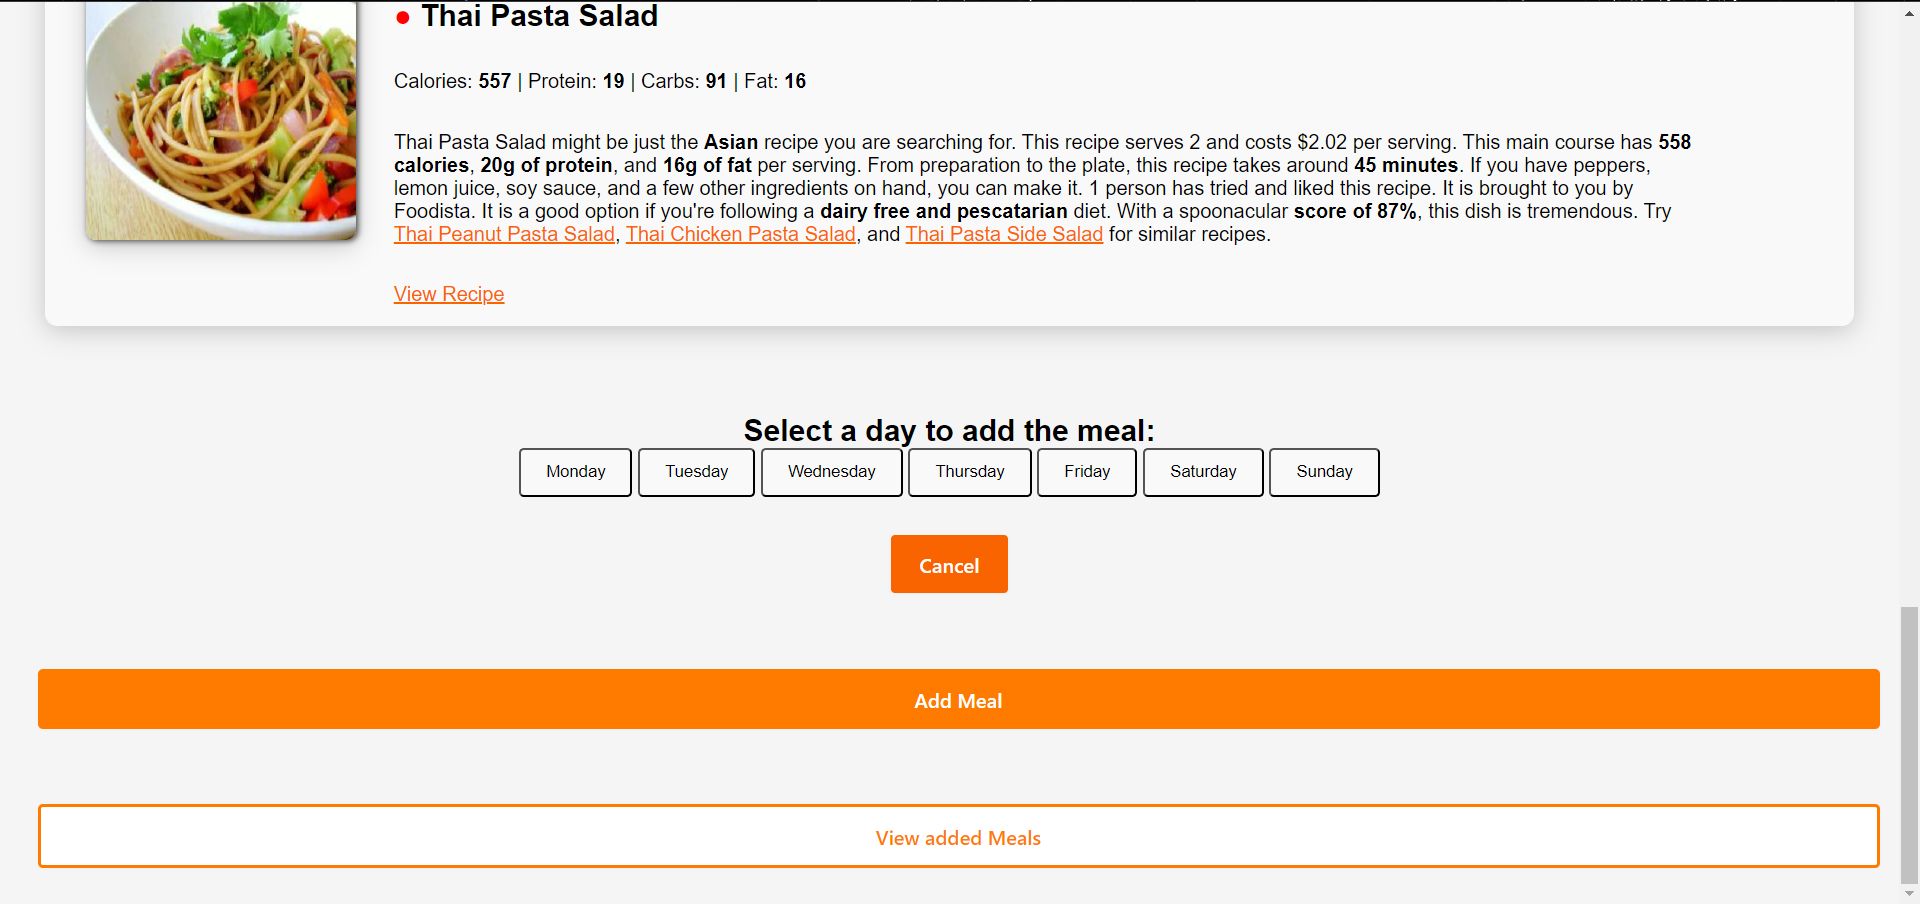 • Thai Pasta Salad
Calories: 557 | Protein: 19 | Carbs: 91 | Fat: 16
Thai Pasta Salad might be just the Asian recipe you are searching for. This recipe serves 2 and costs $2.02 per serving. This main course has 558
calories, 20g of protein, and 16g of fat per serving. From preparation to the plate, this recipe takes around 45 minutes. If you have peppers,
lemon juice, soy sauce, and a few other ingredients on hand, you can make it. 1 person has tried and liked this recipe. It is brought to you by
Foodista. It is a good option if you're following a dairy free and pescatarian diet. With a spoonacular score of 87%, this dish is tremendous. Try
Thai Peanut Pasta Salad, Thai Chicken Pasta Salad, and Thai Pasta Side Salad for similar recipes.
View Recipe
Select a day to add the meal:
Monday Tuesday Wednesday Thursday Friday Saturday Sunday
Cancel
Add Meal
View added Meals